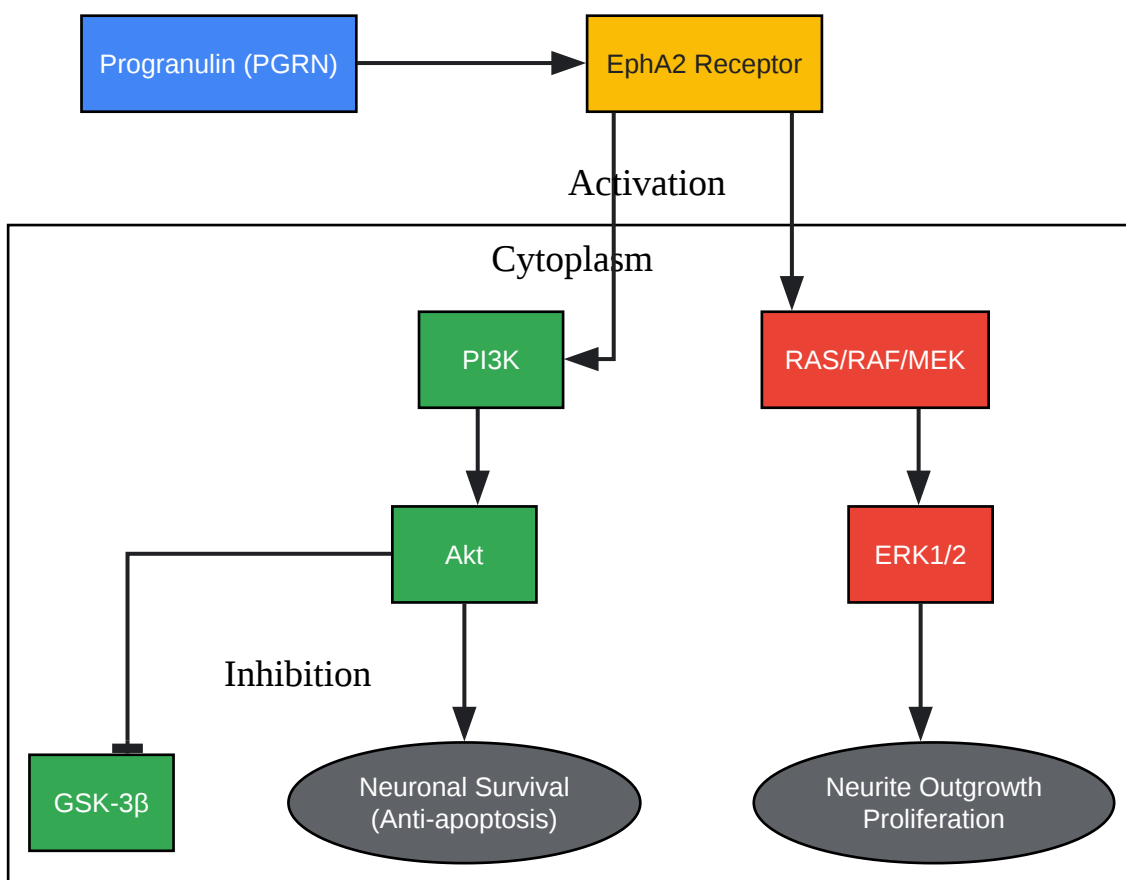 Progranulin (PGRN)
EphA2 Receptor
Activation
Cytoplasm
PI3K
RAS/RAF/MEK
Akt
ERK1/2
Inhibition
GSK-3β
Neuronal Survival
(Anti-apoptosis)
Neurite Outgrowth
Proliferation